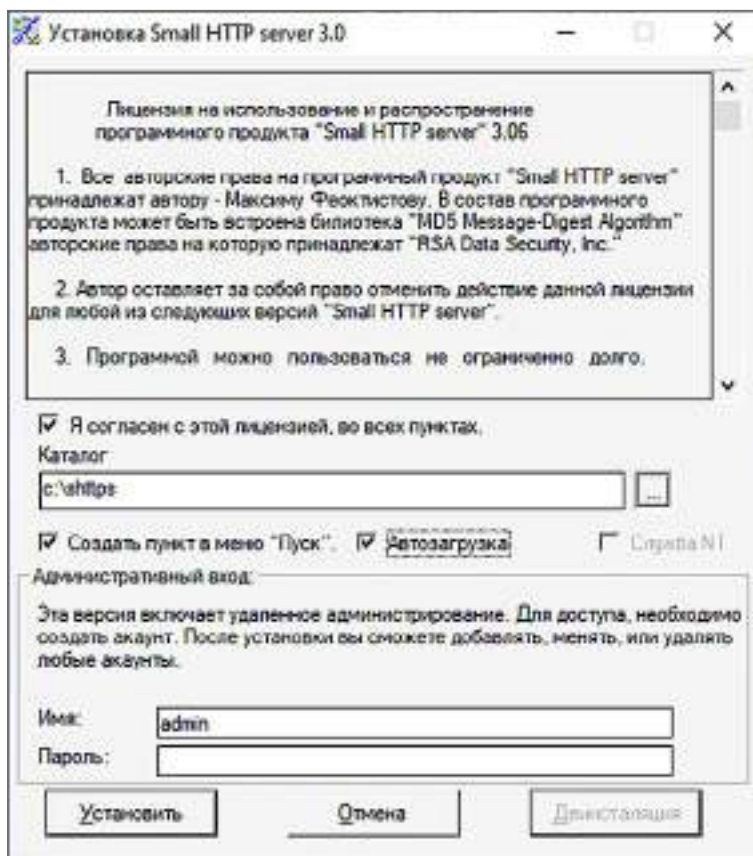 Установка Small HTTP server 3.0
Лицензия на использование и распространение
программного продукта "Small HTTP server" 3.06
1. Все авторские права на программный продукт "Small HTTP server"
принадлежат автору - Максиму Феоктистову. В состав программного
продукта может быть встроена билиотека "MD5 Message-Digest Algorithm"
авторские права на которую принадлежат "RSA Data Security, Inc."
2. Автор оставляет за собой право отменить действие данной лицензии
для любой из следующих версий "Small HTTP server".
3. Программой можно пользоваться не ограниченно долго.
Я согласен с этой лицензией, во всех пунктах.
Каталог
c:\shttps
...
Создать пункт в меню "Пуск". Автозагрузка Служба NT
Административный вход:
Эта версия включает удаленное администрирование. Для доступа, необходимо
создать акаунт. После установки вы сможете добавлять, менять, или удалять
любые акаунты.
Имя: admin
Пароль:
Установить Отмена Деинсталяция